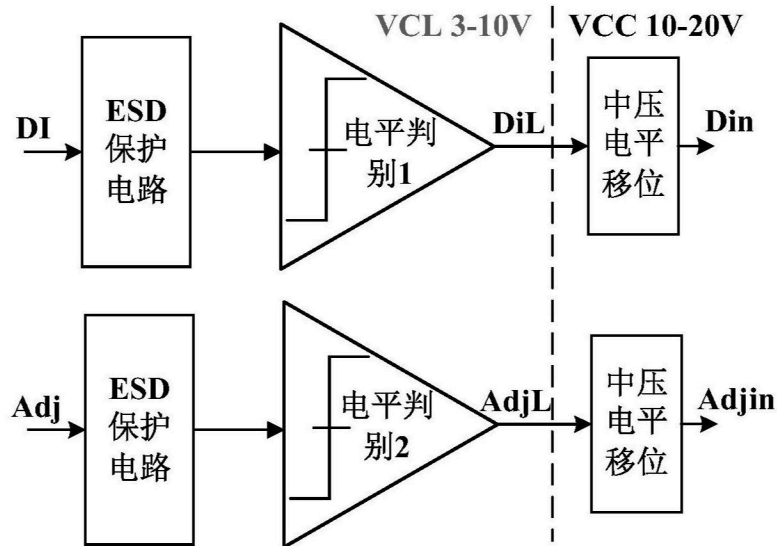 VCL 3-10V
VCC 10-20V
DI
ESD
保护
电路
电平判
别1
DiL
中压
电平
移位
Din
Adj
ESD
保护
电路
电平判
别2
AdjL
中压
电平
移位
Adjin